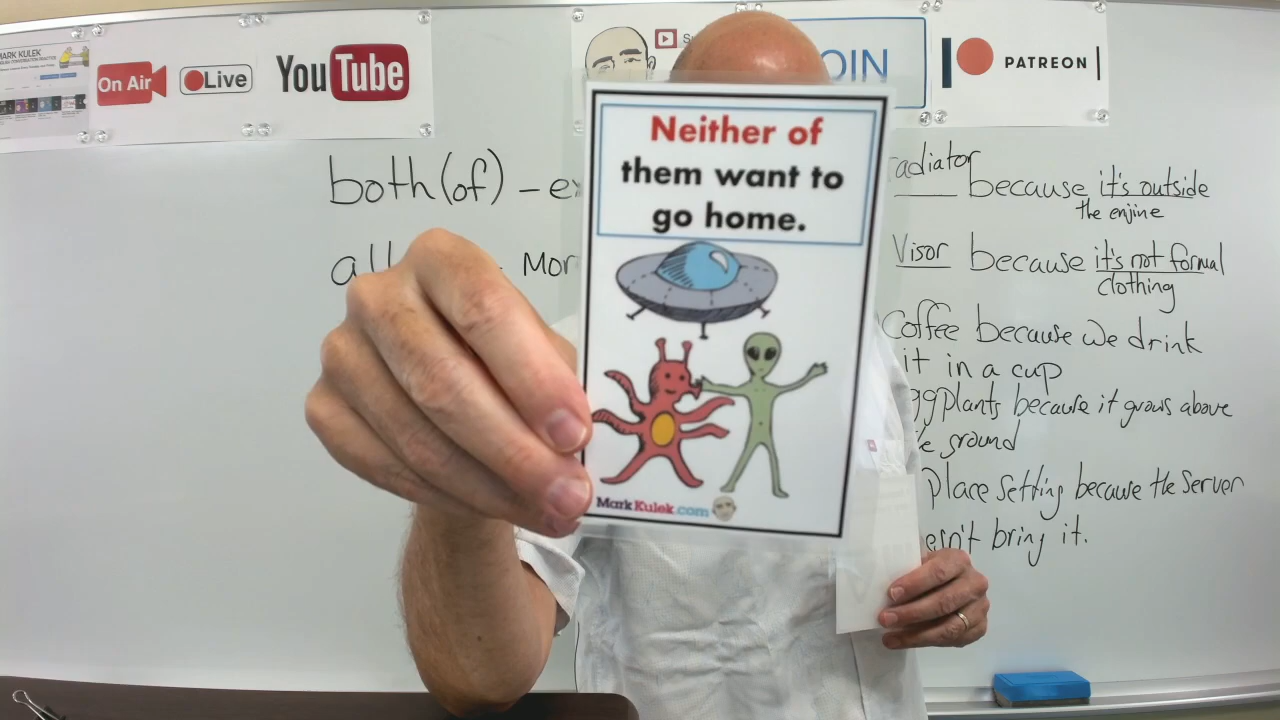 MARK KULEK
On Air
Live
YouTube
OIN
PATREON
both (of) - ex
all
- Mor
Neither of
them want to
go home.
MarkKulek.com
adiator because it's outside
the enjine
Visor because it's not formal
clothing
Coffee because we drink
it in a cup
ggplants because it grows above
ground
Place setting because the server
esn't bring it.